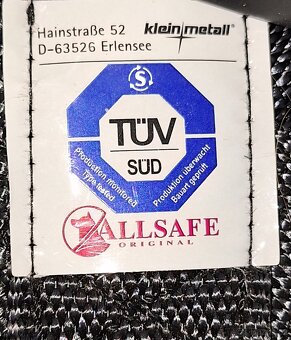 Hainstraße 52
D-63526 Erlensee
kleinmetall®
S
TÜV
SÜD
Production monitored
Type tested
Produktion überwacht
Bauart geprüft
ALLSAFE
ORIGINAL